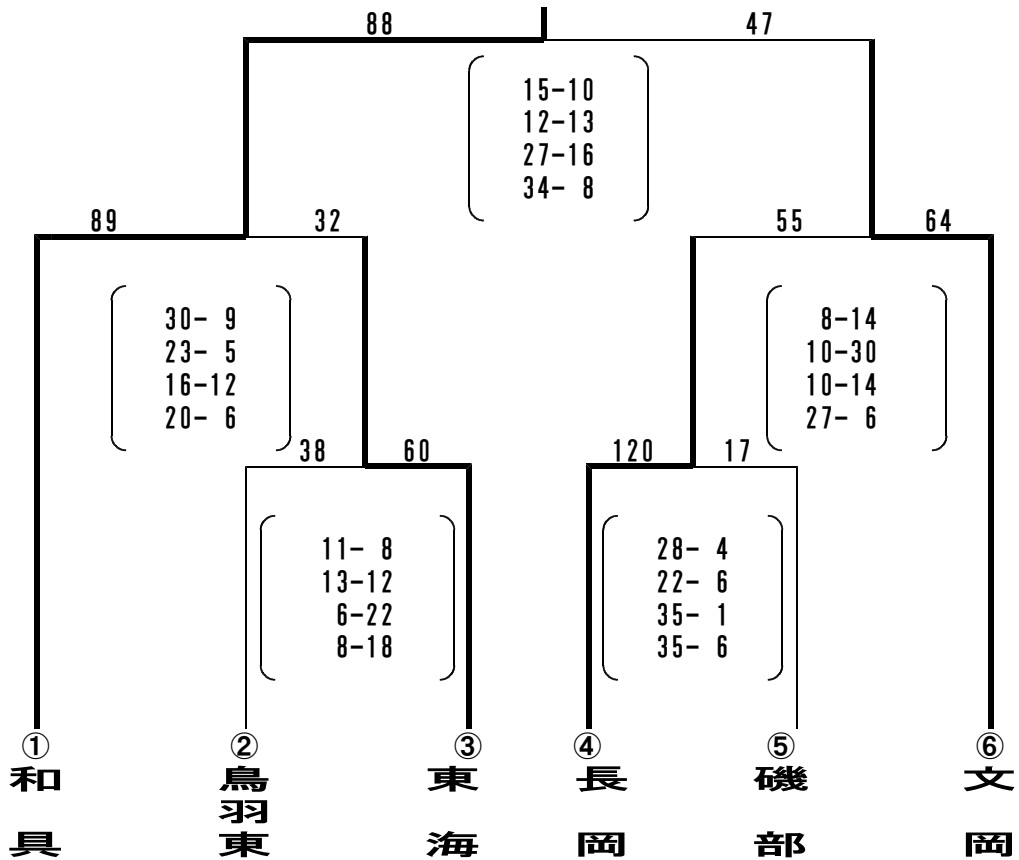 88 47
15-10
12-13
27-16
34- 8
89 32 55 64
30- 9
23- 5
16-12
20- 6
8-14
10-30
10-14
27- 6
38 60 120 17
11- 8
13-12
6-22
8-18
28- 4
22- 6
35- 1
35- 6
① ② ③ ④ ⑤ ⑥
和具
鳥羽東
東海
長岡
磯部
文岡